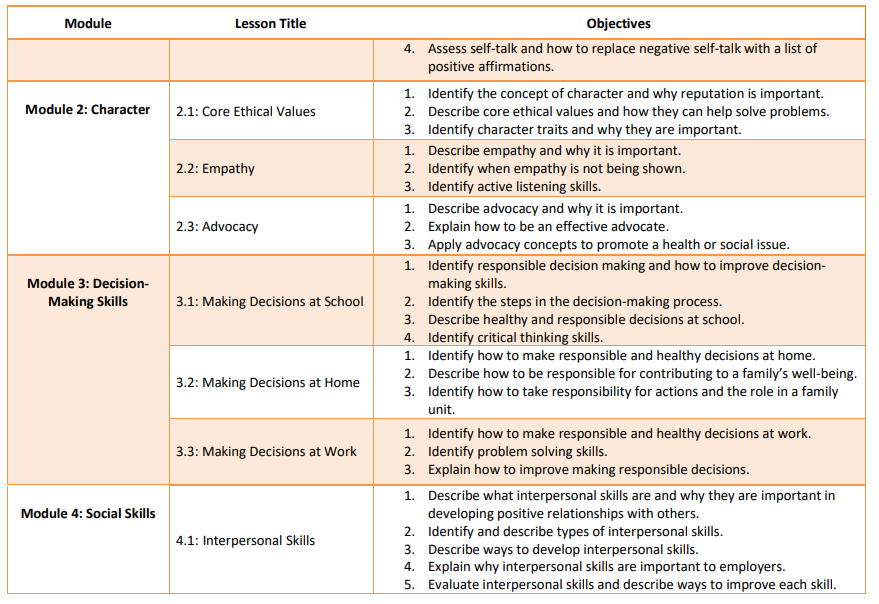 Module Lesson Title Objectives
4. Assess self-talk and how to replace negative self-talk with a list of
positive affirmations.
Module 2: Character
2.1: Core Ethical Values
1. Identify the concept of character and why reputation is important.
2. Describe core ethical values and how they can help solve problems.
3. Identify character traits and why they are important.
2.2: Empathy
1. Describe empathy and why it is important.
2. Identify when empathy is not being shown.
3. Identify active listening skills.
2.3: Advocacy
1. Describe advocacy and why it is important.
2. Explain how to be an effective advocate.
3. Apply advocacy concepts to promote a health or social issue.
Module 3: Decision-
Making Skills
3.1: Making Decisions at School
1. Identify responsible decision making and how to improve decision-
making skills.
2. Identify the steps in the decision-making process.
3. Describe healthy and responsible decisions at school.
4. Identify critical thinking skills.
3.2: Making Decisions at Home
1. Identify how to make responsible and healthy decisions at home.
2. Describe how to be responsible for contributing to a family's well-being.
3. Identify how to take responsibility for actions and the role in a family
unit.
3.3: Making Decisions at Work
1. Identify how to make responsible and healthy decisions at work.
2. Identify problem solving skills.
3. Explain how to improve making responsible decisions.
Module 4: Social Skills
4.1: Interpersonal Skills
1. Describe what interpersonal skills are and why they are important in
developing positive relationships with others.
2. Identify and describe types of interpersonal skills.
3. Describe ways to develop interpersonal skills.
4. Explain why interpersonal skills are important to employers.
5. Evaluate interpersonal skills and describe ways to improve each skill.